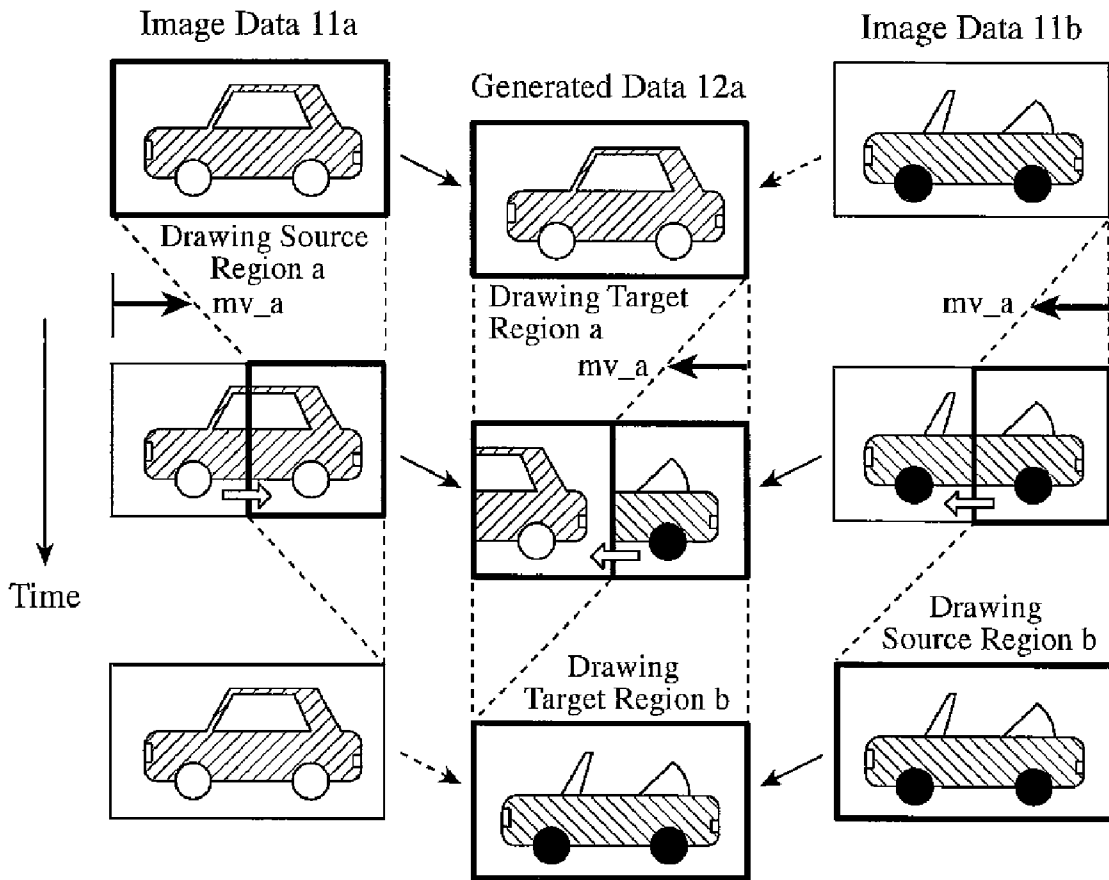 Image Data 11a
Generated Data 12a
Image Data 11b
Drawing Source
Region a
mv_a
Drawing Target
Region a
mv_a
mv_a
Time
Drawing
Target Region b
Drawing
Source Region b